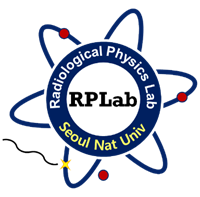 Radiological Physics Lab
RPLab
Seoul Nat Univ